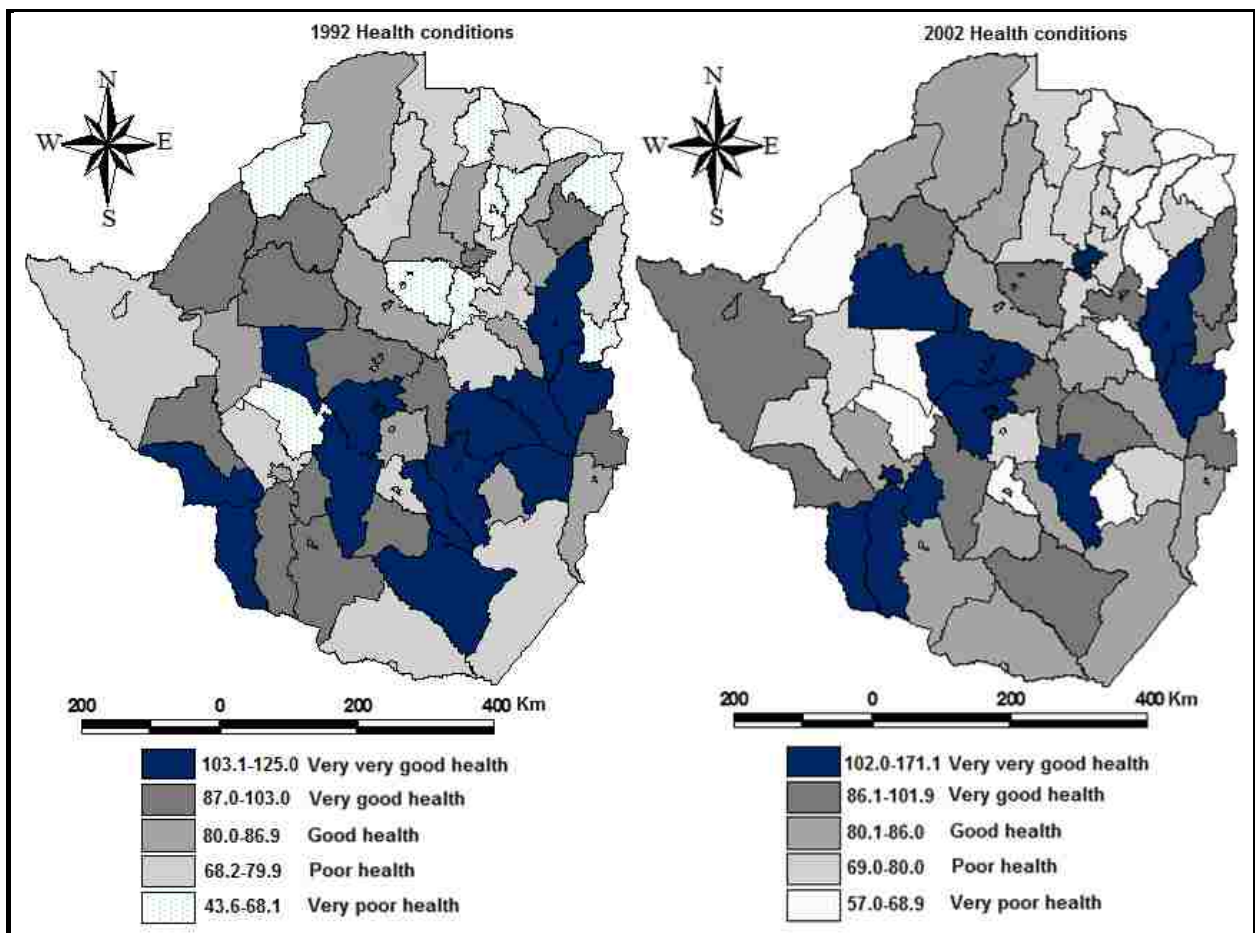 1992 Health conditions
N
W E
S
200 0 200 400 Km
103.1-125.0 Very very good health
87.0-103.0 Very good health
80.0-86.9 Good health
68.2-79.9 Poor health
43.6-68.1 Very poor health
2002 Health conditions
N
W E
S
200 0 200 400 Km
102.0-171.1 Very very good health
86.1-101.9 Very good health
80.1-86.0 Good health
69.0-80.0 Poor health
57.0-68.9 Very poor health